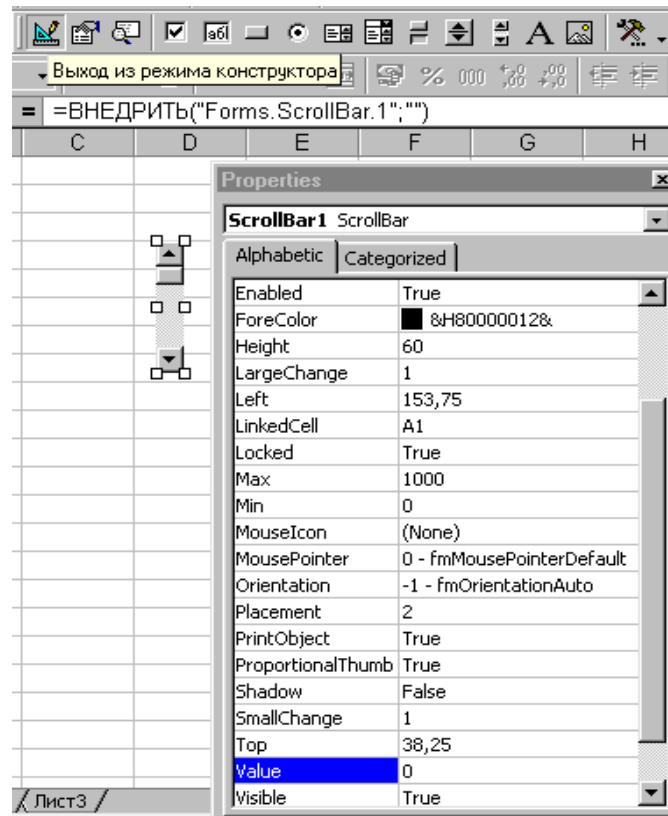 абl
A
Выход из режима конструктора
% 000
= =ВНЕДРИТЬ("Forms.ScrollBar.1";"")
C D E F G H
Properties
ScrollBar1 ScrollBar
Alphabetic Categorized
Enabled True
ForeColor &H80000012&
Height 60
LargeChange 1
Left 153,75
LinkedCell A1
Locked True
Max 1000
Min 0
MouseIcon (None)
MousePointer 0 - fmMousePointerDefault
Orientation -1 - fmOrientationAuto
Placement 2
PrintObject True
ProportionalThumb True
Shadow False
SmallChange 1
Top 38,25
Value 0
Visible True
Лист3